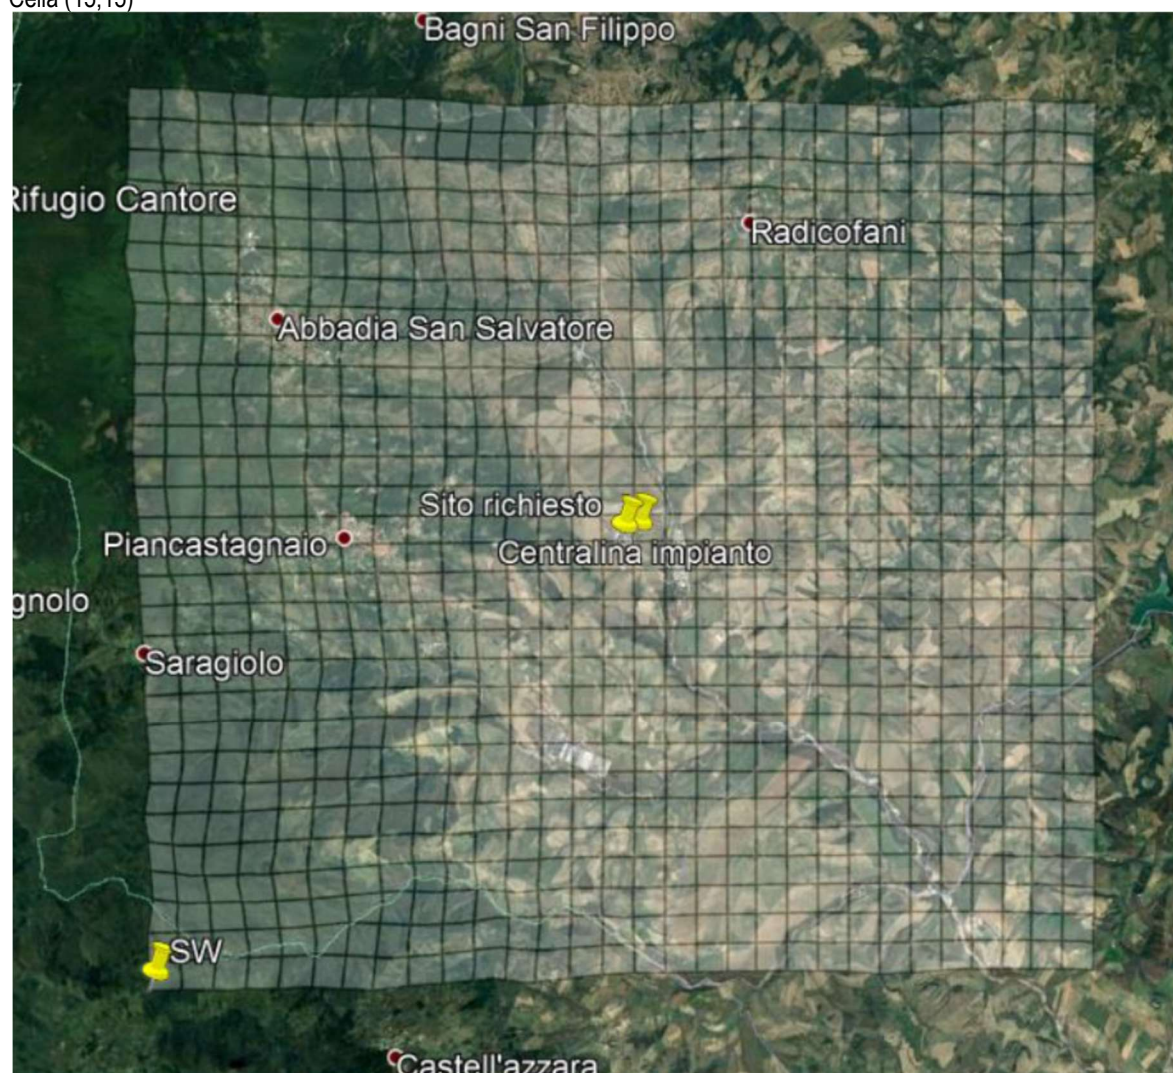 Cella (15,15)
Bagni San Filippo
Rifugio Cantore
Radicofani
Abbadia San Salvatore
Sito richiesto
Centralina impianto
Piancastagnaio
gnolo
Saragiolo
SW
Castell'azzara